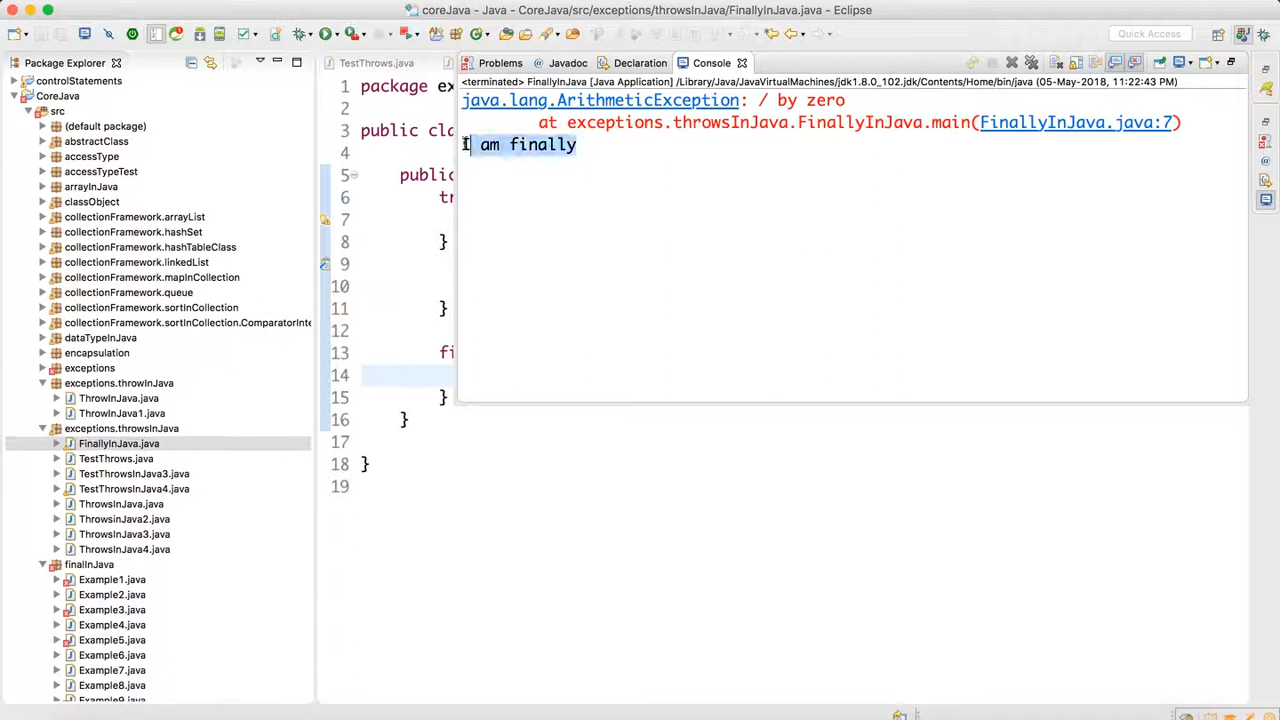 coreJava - Java - CoreJava/src/exceptions/throwsInJava/FinallyInJava.java - Eclipse
Quick Access
Package Explorer
TestThrows.java
Problems
Javadoc
Declaration
Console
<terminated> FinallyInJava [Java Application] /Library/Java/JavaVirtualMachines/jdk1.8.0_102.jdk/Contents/Home/bin/java (05-May-2018, 11:22:43 PM)
java.lang.ArithmeticException: / by zero
at exceptions.throwsInJava.FinallyInJava.main(FinallyInJava.java:7)
I am finally
controlStatements
CoreJava
src
(default package)
abstractClass
accessType
accessTypeTest
arrayInJava
classObject
collectionFramework.arrayList
collectionFramework.hashSet
collectionFramework.hashTableClass
collectionFramework.linkedList
collectionFramework.mapInCollection
collectionFramework.queue
collectionFramework.sortInCollection
collectionFramework.sortInCollection.ComparatorInte
dataTypeInJava
encapsulation
exceptions
exceptions.throwInJava
ThrowInJava.java
ThrowInJava1.java
exceptions.throwsInJava
FinallyInJava.java
TestThrows.java
TestThrowsInJava3.java
TestThrowsInJava4.java
ThrowsInJava.java
ThrowsinJava2.java
ThrowsInJava3.java
ThrowsInJava4.java
finalInJava
Example1.java
Example2.java
Example3.java
Example4.java
Example5.java
Example6.java
Example7.java
Example8.java
Example9.java
1 package ex
2
3 public cla
4
5 public
6 tr
7
8 }
9
10
11 }
12
13 fi
14
15 }
16 }
17
18 }
19